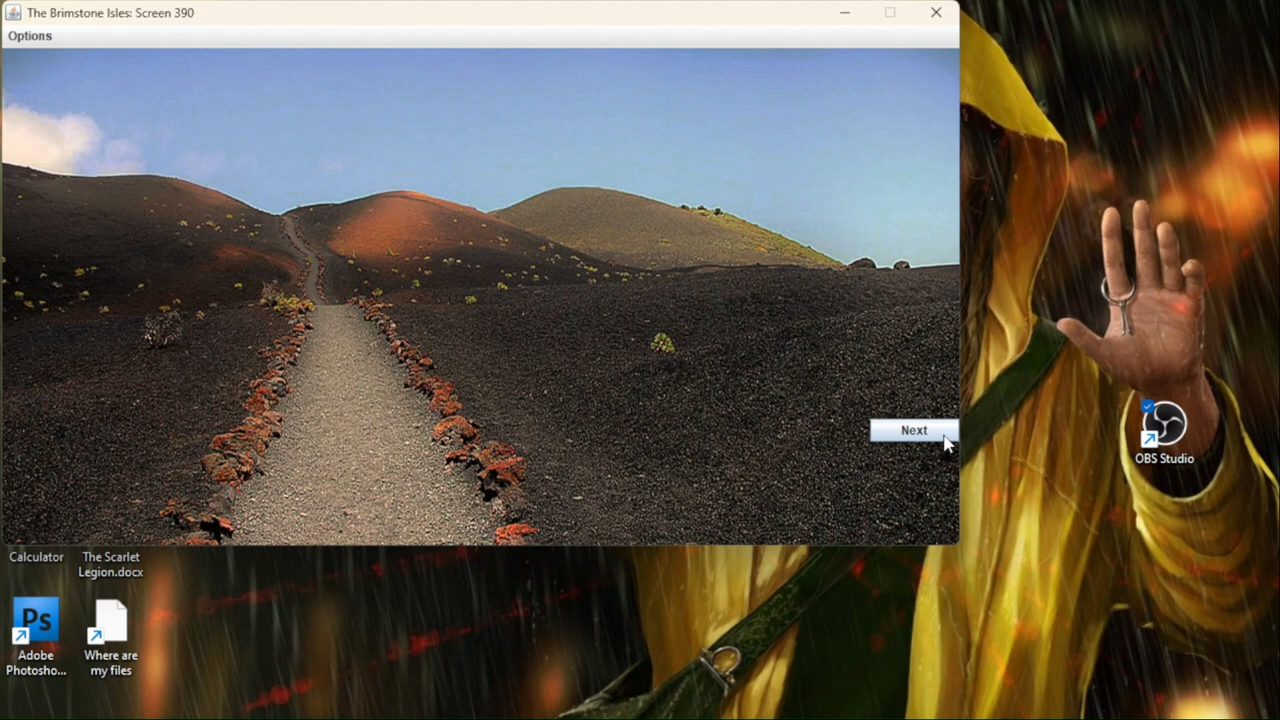 The Brimstone Isles: Screen 390
Options
Next
OBS Studio
Calculator
The Scarlet
Legion.docx
Ps
Adobe
Photosho...
Where are
my files